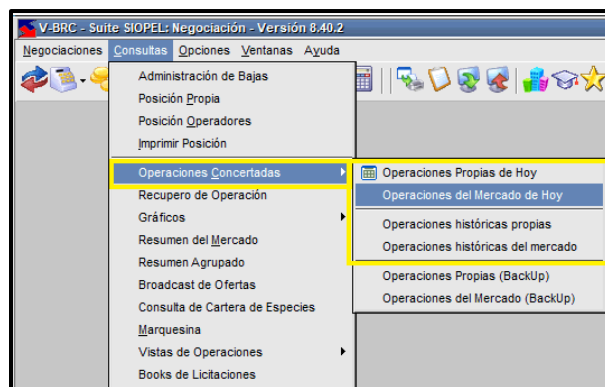 V-BRC - Suite SIOPEL: Negociación - Versión 8.40.2
Negociaciones Consultas Opciones Ventanas Ayuda
Administración de Bajas
Posición Propia
Posición Operadores
Imprimir Posición
Operaciones Concertadas
Recupero de Operación
Gráficos
Resumen del Mercado
Resumen Agrupado
Broadcast de Ofertas
Consulta de Cartera de Especies
Marquesina
Vistas de Operaciones
Books de Licitaciones
Operaciones Propias de Hoy
Operaciones del Mercado de Hoy
Operaciones históricas propias
Operaciones históricas del mercado
Operaciones Propias (BackUp)
Operaciones del Mercado (BackUp)